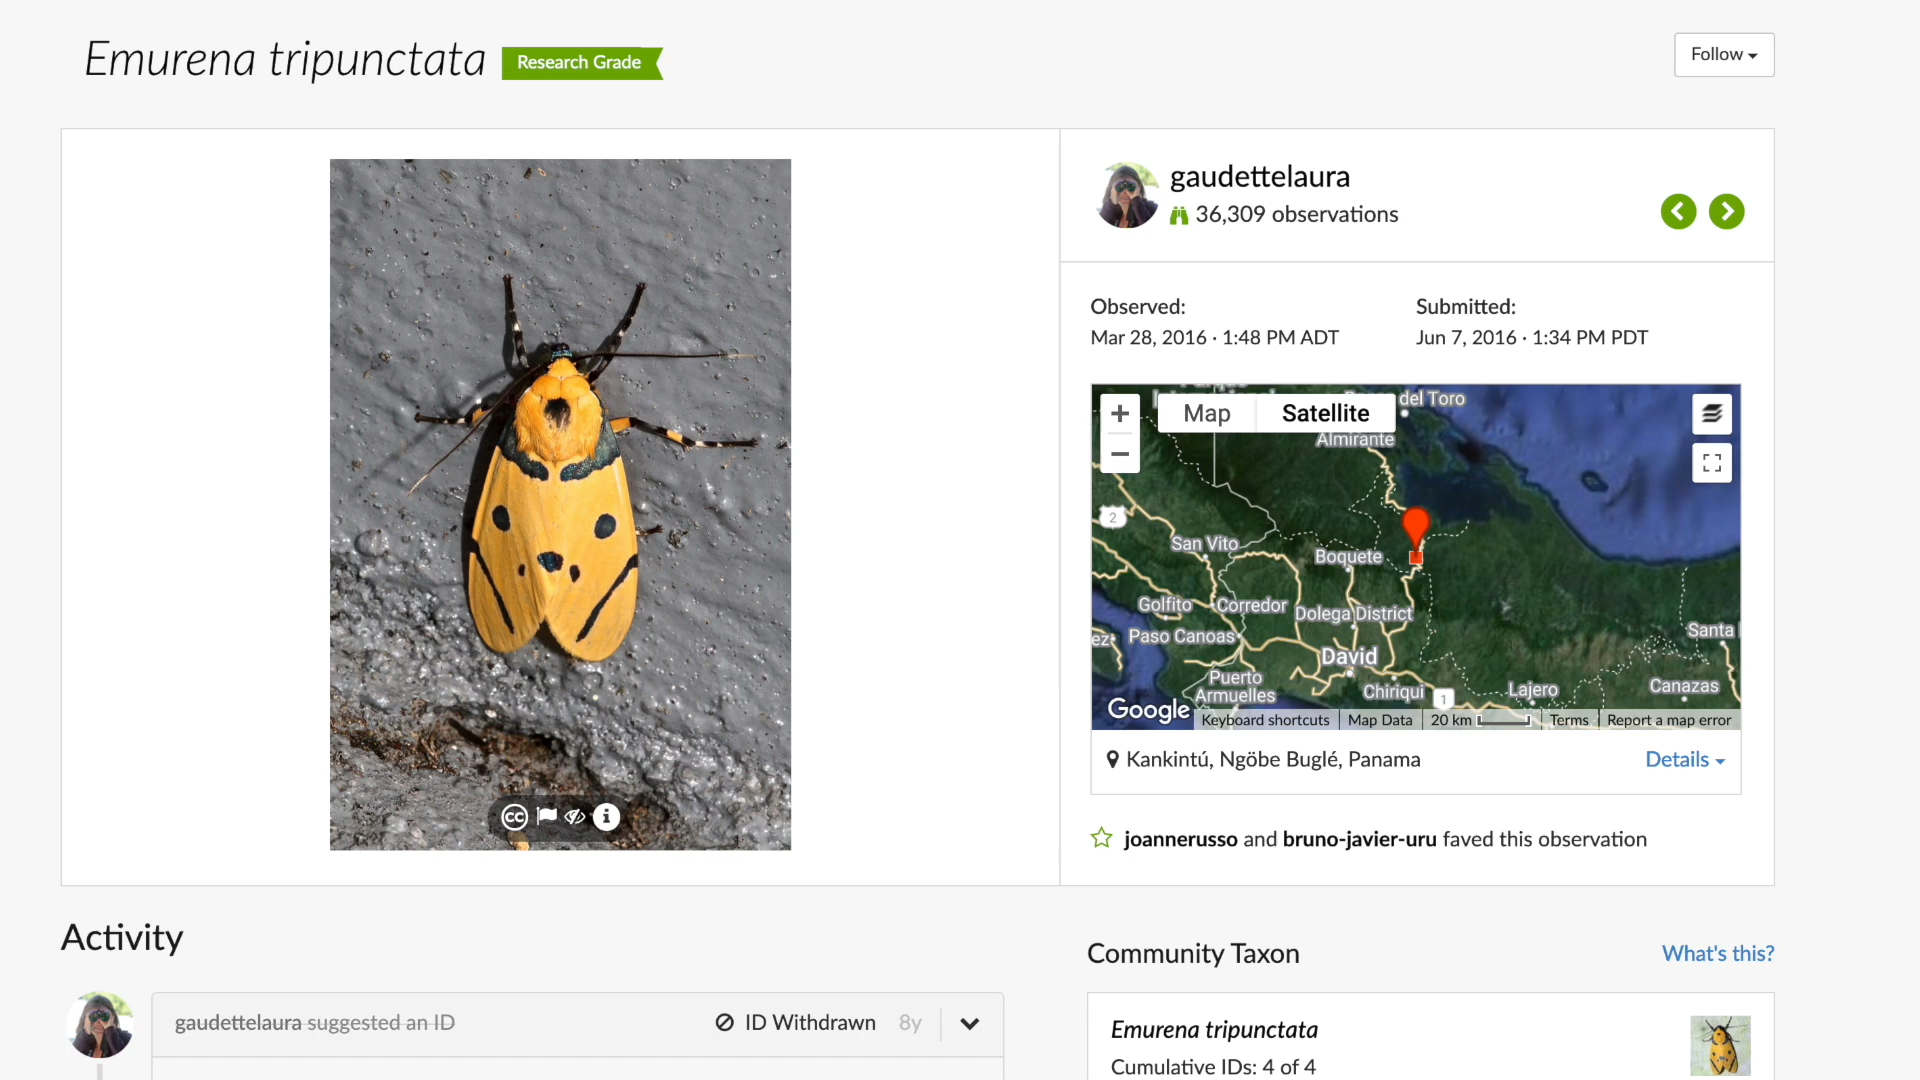 Emurena tripunctata
Research Grade
Follow
gaudettelaura
36,309 observations
Observed:
Mar 28, 2016 · 1:48 PM ADT
Submitted:
Jun 7, 2016 · 1:34 PM PDT
Map
Satellite
del Toro
Almirante
2
San Vito
Boquete
Golfito
Corredor
Dolega District
Paso Canoas
Santa
David
Puerto
Armuelles
Chiriqui
1
Lajero
Canazas
Google
Keyboard shortcuts
Map Data
20 km
Terms
Report a map error
Kankintú, Ngöbe Buglé, Panama
Details
joannerusso and bruno-javier-uru faved this observation
Activity
gaudettelaura suggested an ID
ID Withdrawn
8y
Community Taxon
What's this?
Emurena tripunctata
Cumulative IDs: 4 of 4